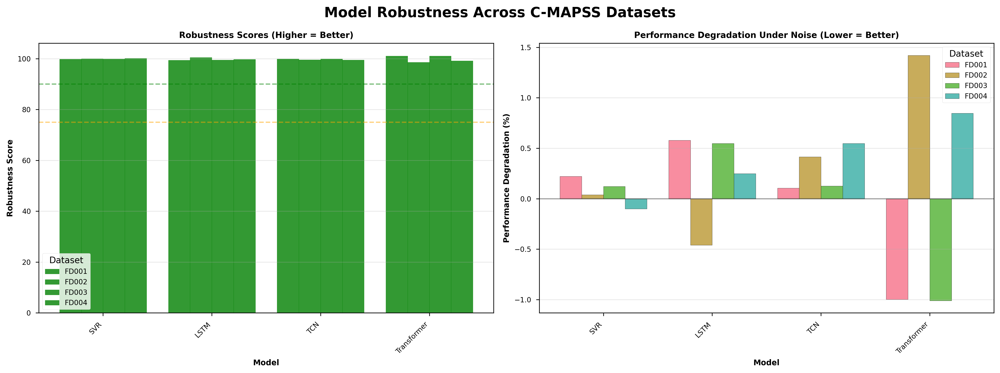 Model Robustness Across C-MAPSS Datasets
Robustness Scores (Higher = Better)
Robustness Score
100
80
60
40
20
0
Dataset
FD001
FD002
FD003
FD004
SVR
LSTM
TCN
Transformer
Model
Performance Degradation Under Noise (Lower = Better)
Performance Degradation (%)
1.5
1.0
0.5
0.0
−0.5
−1.0
Dataset
FD001
FD002
FD003
FD004
SVR
LSTM
TCN
Transformer
Model